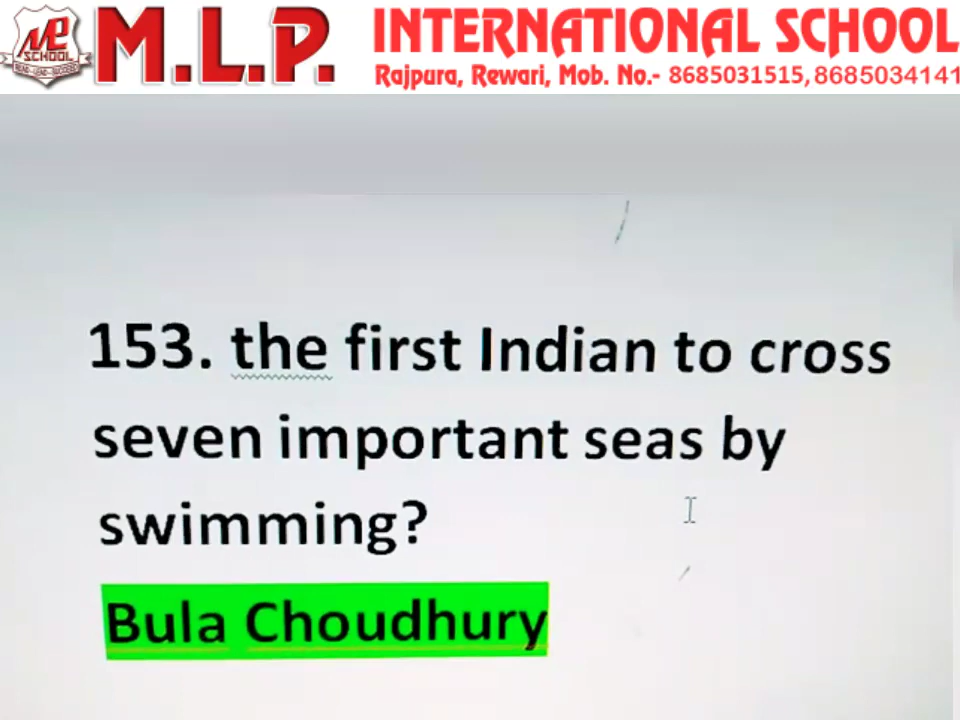 M.L.P. INTERNATIONAL SCHOOL
SCHOOL
Rajpura, Rewari, Mob. No.- 8685031515, 8685034141
153. the first Indian to cross
seven important seas by
swimming?
Bula Choudhury